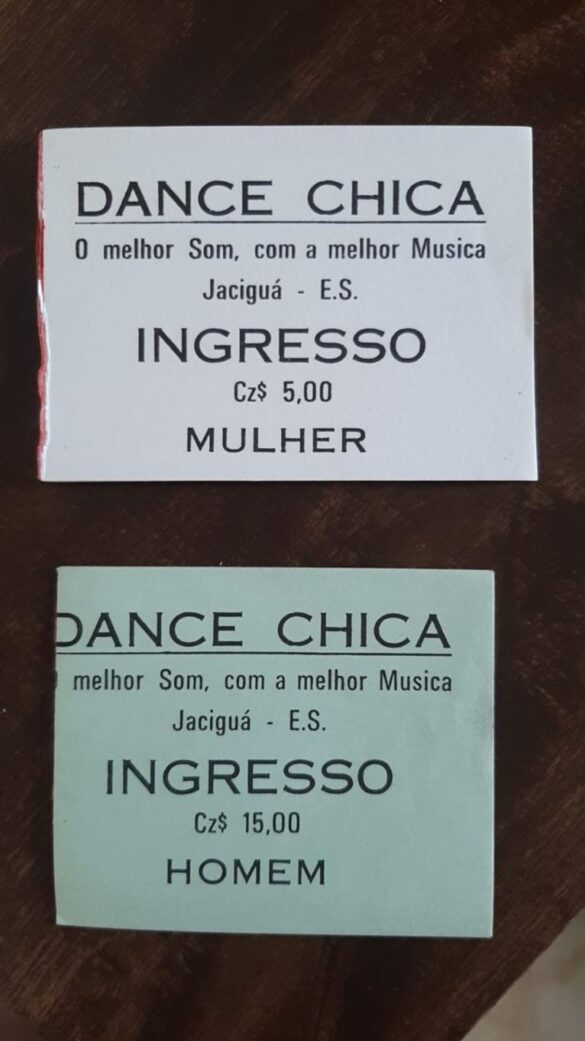 DANCE CHICA
O melhor Som, com a melhor Musica
Jaciguá - E.S.
INGRESSO
Cz$ 5,00
MULHER
DANCE CHICA
melhor Som, com a melhor Musica
Jaciguá - E.S.
INGRESSO
Cz$ 15,00
HOMEM